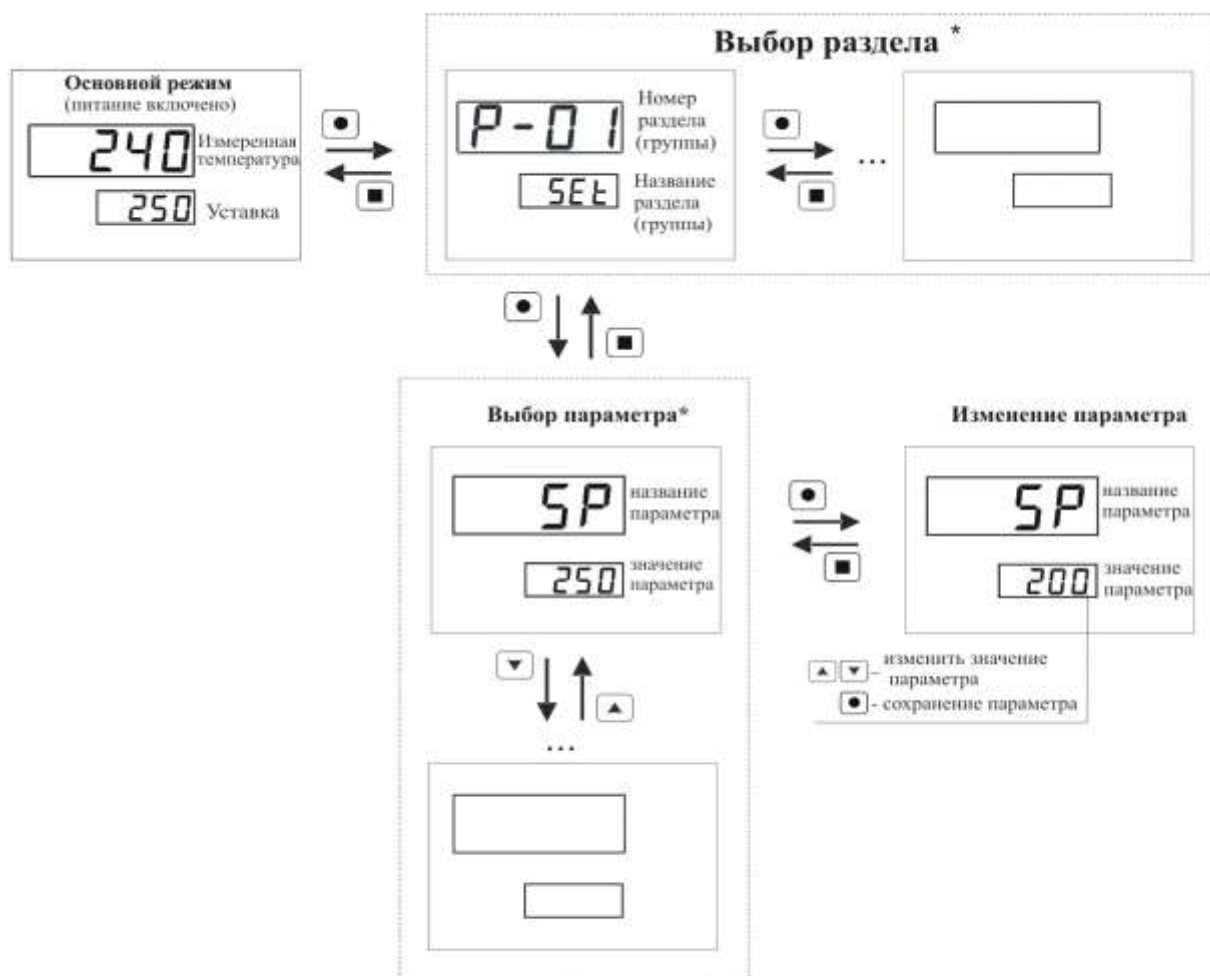 Выбор раздела *
Основной режим
(питание включено)
240
Измеренная
температура
250
Уставка
P-01
Номер
раздела
(группы)
SEt
Название
раздела
(группы)
...
Выбор параметра*
SP
название
параметра
250
значение
параметра
...
Изменение параметра
SP
название
параметра
200
значение
параметра
– изменить значение
параметра
- сохранение параметра